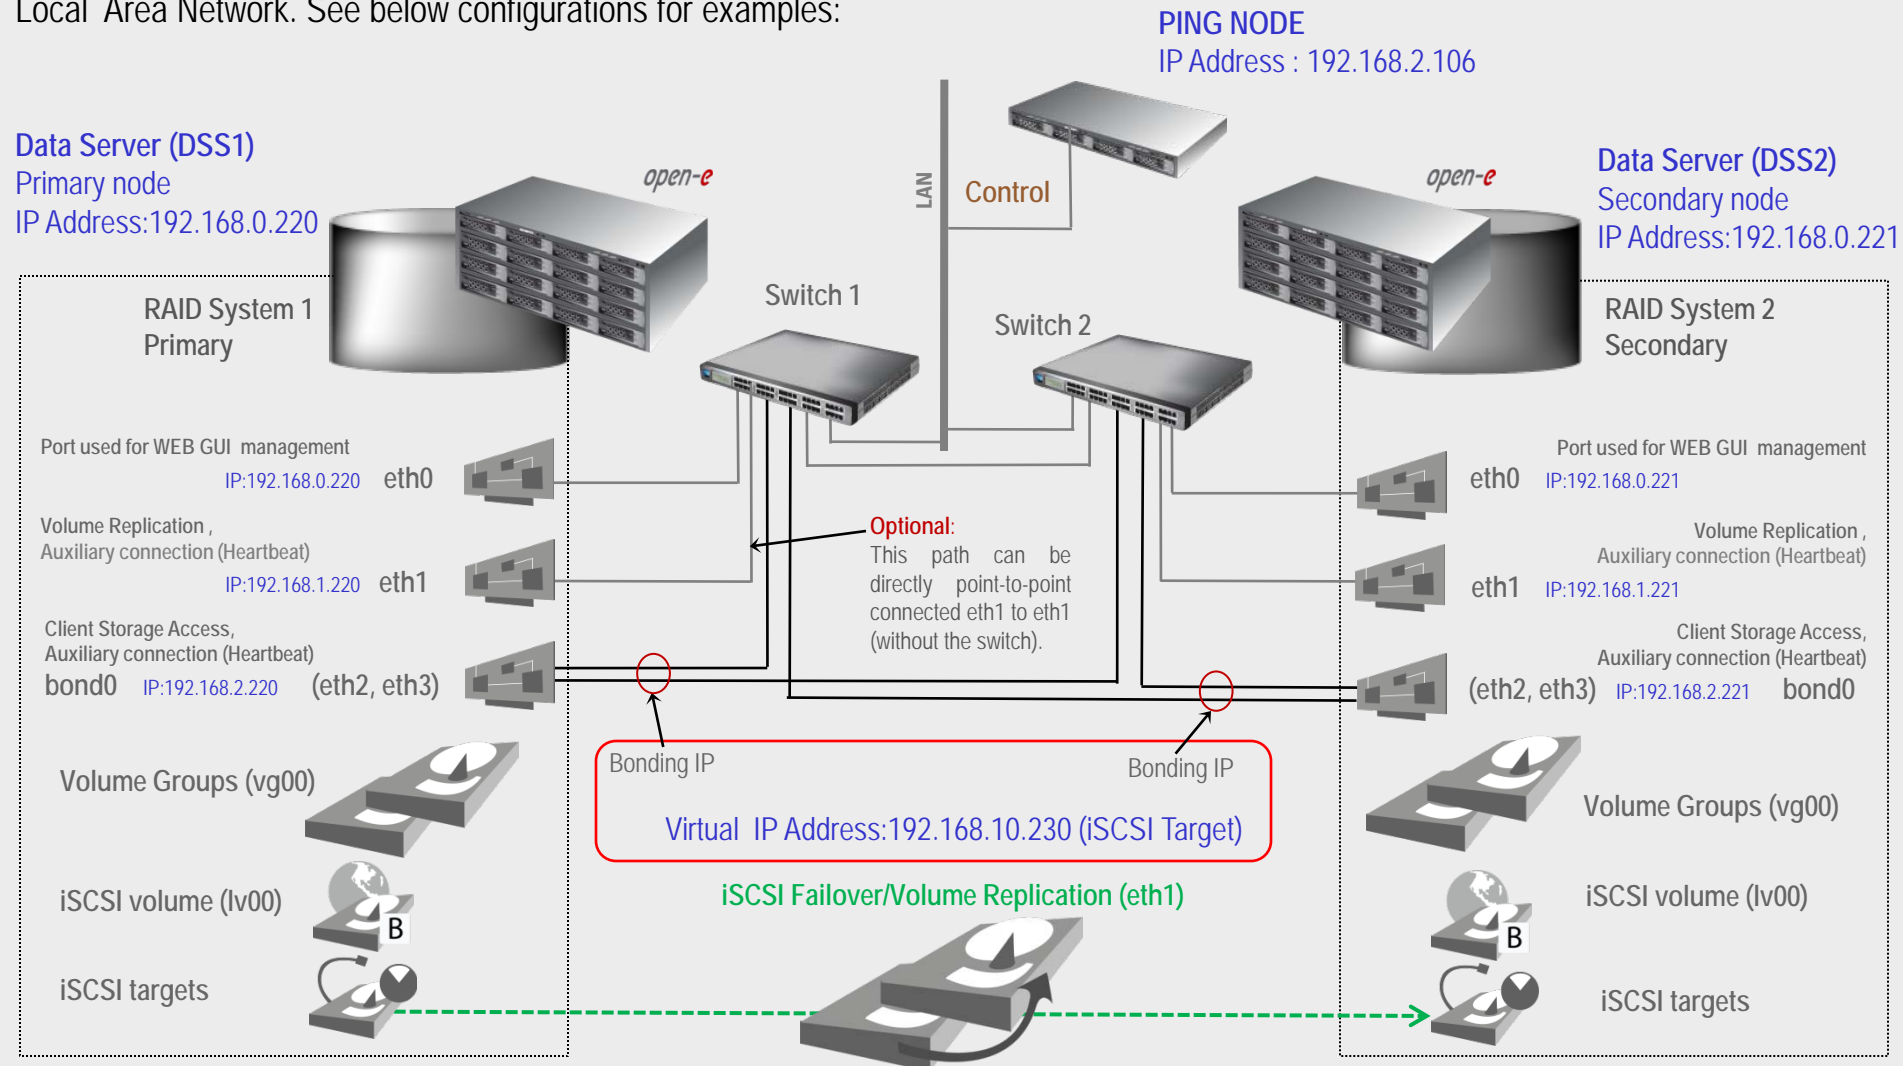 Local Area Network. See below configurations for examples:
PING NODE
IP Address : 192.168.2.106
Data Server (DSS1)
Primary node
IP Address:192.168.0.220
open-e
LAN
Control
open-e
Data Server (DSS2)
Secondary node
IP Address:192.168.0.221
RAID System 1
Primary
Switch 1
Switch 2
RAID System 2
Secondary
Port used for WEB GUI management
IP:192.168.0.220 eth0
Volume Replication ,
Auxiliary connection (Heartbeat)
IP:192.168.1.220 eth1
Client Storage Access,
Auxiliary connection (Heartbeat)
bond0 IP:192.168.2.220 (eth2, eth3)
Optional:
This path can be
directly point-to-point
connected eth1 to eth1
(without the switch).
Port used for WEB GUI management
eth0 IP:192.168.0.221
Volume Replication ,
Auxiliary connection (Heartbeat)
eth1 IP:192.168.1.221
Client Storage Access,
Auxiliary connection (Heartbeat)
(eth2, eth3) IP:192.168.2.221 bond0
Bonding IP
Bonding IP
Virtual IP Address:192.168.10.230 (iSCSI Target)
Volume Groups (vg00)
iSCSI volume (lv00)
B
iSCSI targets
iSCSI Failover/Volume Replication (eth1)
Volume Groups (vg00)
iSCSI volume (lv00)
B
iSCSI targets